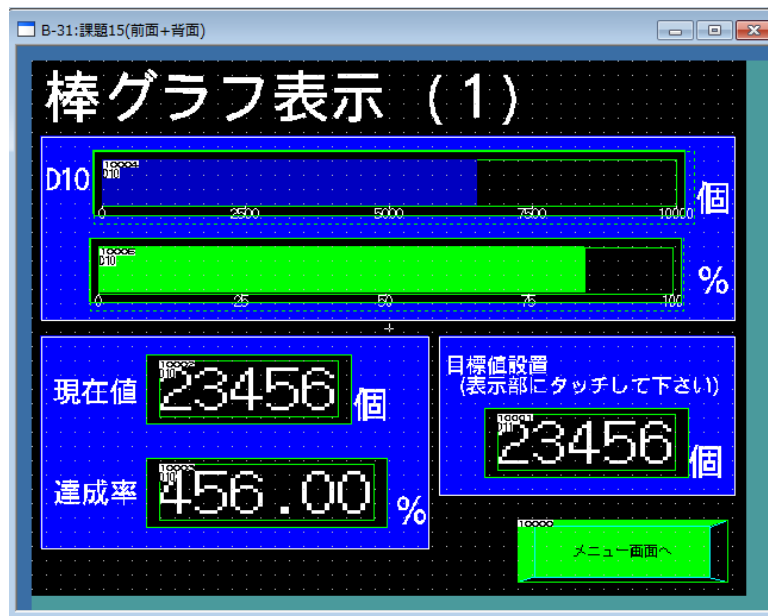 B-31:課題15(前面+背面)
棒グラフ表示 (1)
D10
10004
D10
0 2500 5000 7500 10000
個
10005
D10
0 25 50 75 100
%
現在値
10002
D10
23456
個
達成率
10003
D10
456.00
%
目標値設置
(表示部にタッチして下さい)
10001
D11
23456
個
10000
メニュー画面へ